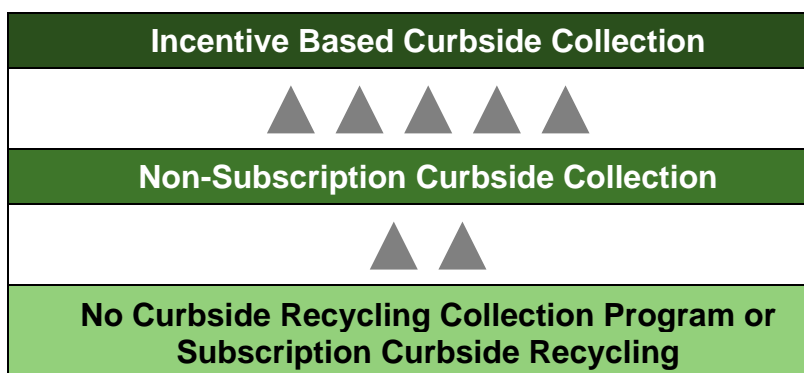 Incentive Based Curbside Collection
Non-Subscription Curbside Collection
No Curbside Recycling Collection Program or
Subscription Curbside Recycling